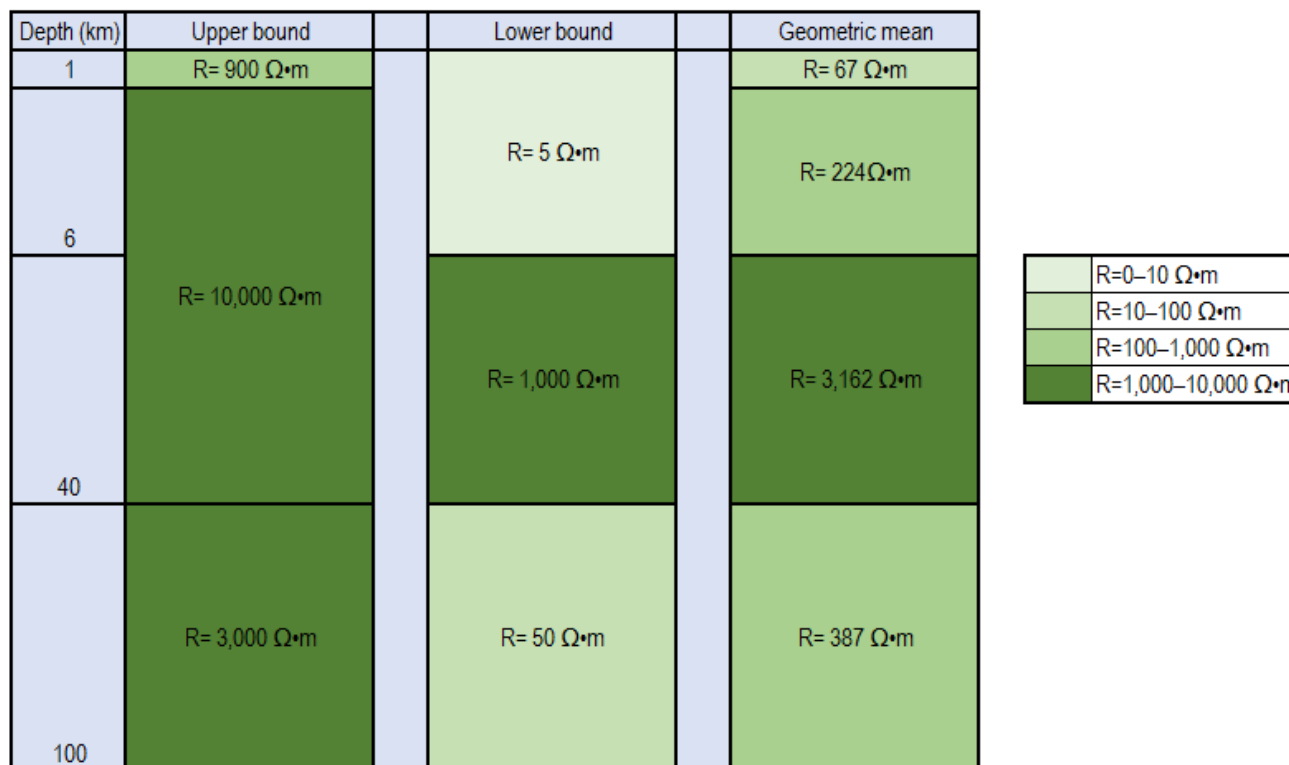 Depth (km) Upper bound Lower bound Geometric mean
1 R= 900 Ω•m R= 67 Ω•m
R= 5 Ω•m
R= 224Ω•m
6
R=0–10 Ω•m
R= 10,000 Ω•m
R=10–100 Ω•m
R=100–1,000 Ω•m
R= 1,000 Ω•m R= 3,162 Ω•m
R=1,000–10,000 Ω•m
40
R= 3,000 Ω•m R= 50 Ω•m R= 387 Ω•m
100